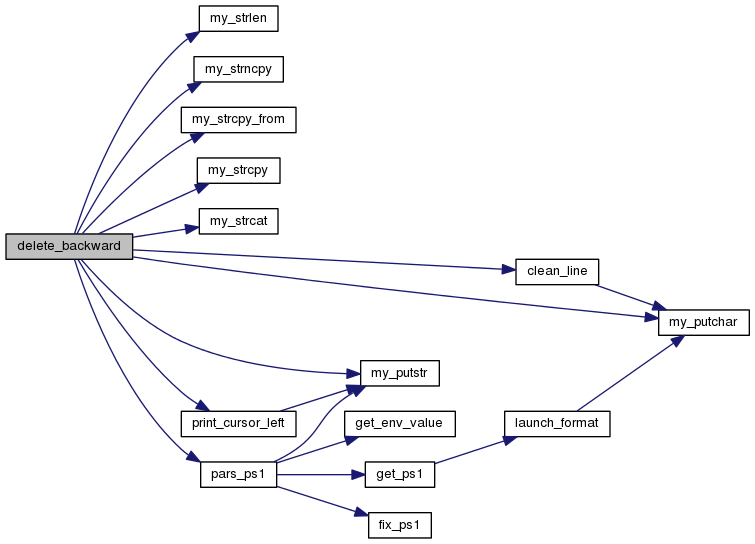 my_strlen
my_strncpy
my_strcpy_from
my_strcpy
my_strcat
delete_backward
clean_line
my_putchar
my_putstr
print_cursor_left
get_env_value
launch_format
pars_ps1
get_ps1
fix_ps1